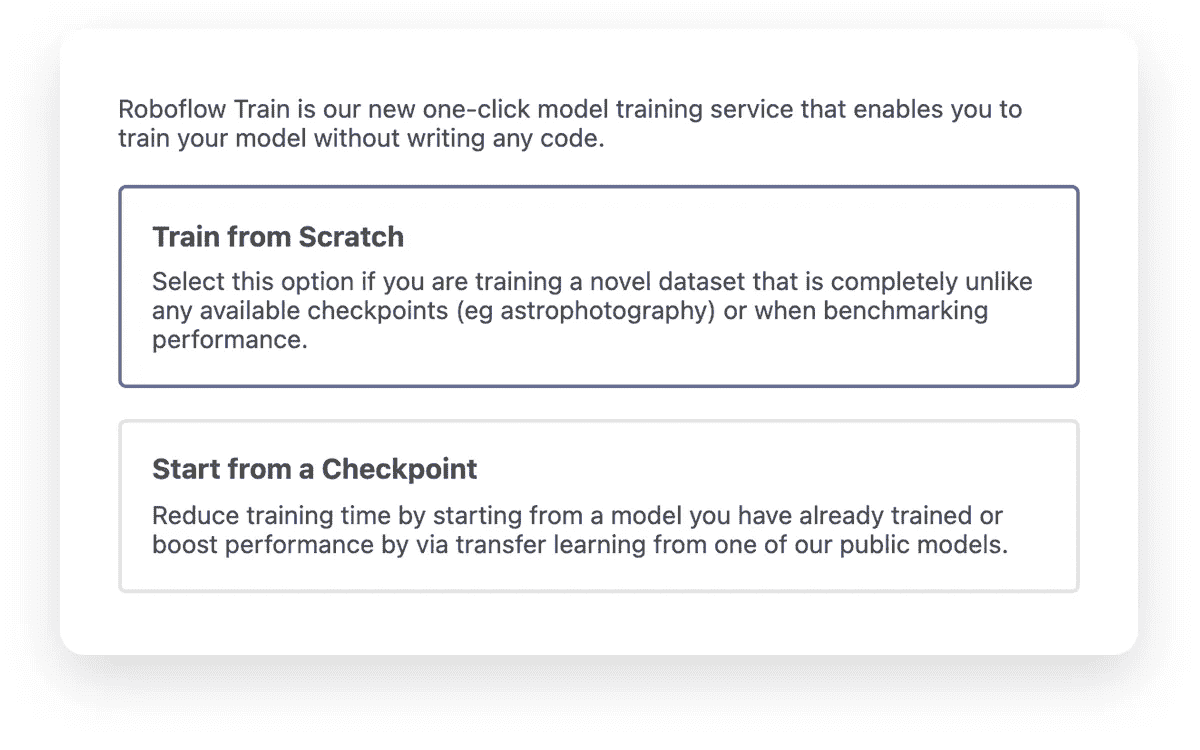 Roboflow Train is our new one-click model training service that enables you to
train your model without writing any code.
Train from Scratch
Select this option if you are training a novel dataset that is completely unlike
any available checkpoints (eg astrophotography) or when benchmarking
performance.
Start from a Checkpoint
Reduce training time by starting from a model you have already trained or
boost performance by via transfer learning from one of our public models.